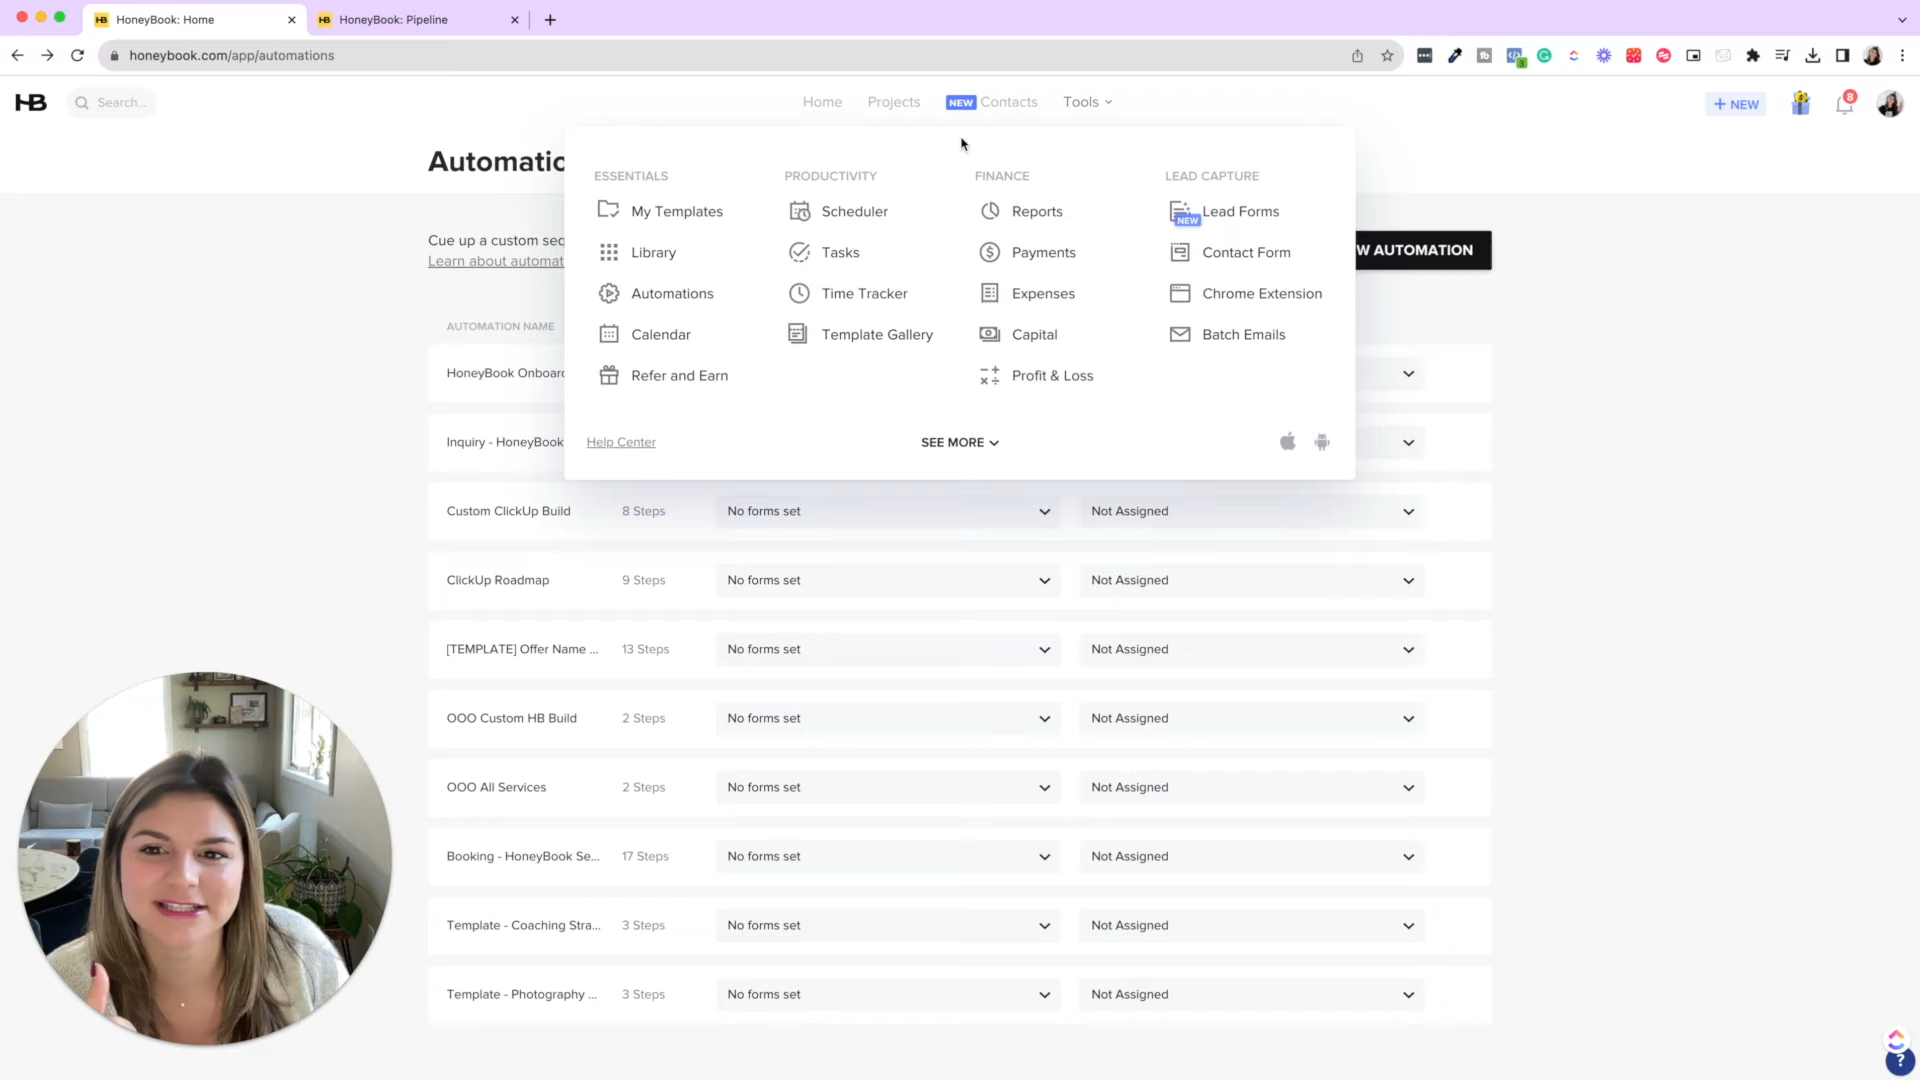 HB HoneyBook: Home
HB HoneyBook: Pipeline
honeybook.com/app/automations
3
HB
Search...
Home
Projects
NEW Contacts
Tools
+ NEW
8
Automatio
ESSENTIALS
My Templates
Library
Automations
Calendar
Refer and Earn
PRODUCTIVITY
Scheduler
Tasks
Time Tracker
Template Gallery
FINANCE
Reports
Payments
Expenses
Capital
Profit & Loss
LEAD CAPTURE
NEW Lead Forms
Contact Form
Chrome Extension
Batch Emails
Help Center
SEE MORE
Cue up a custom sec
Learn about automat
W AUTOMATION
AUTOMATION NAME
HoneyBook Onboard
Inquiry - HoneyBook
Custom ClickUp Build 8 Steps No forms set Not Assigned
ClickUp Roadmap 9 Steps No forms set Not Assigned
[TEMPLATE] Offer Name ... 13 Steps No forms set Not Assigned
OOO Custom HB Build 2 Steps No forms set Not Assigned
OOO All Services 2 Steps No forms set Not Assigned
Booking - HoneyBook Se... 17 Steps No forms set Not Assigned
Template - Coaching Stra... 3 Steps No forms set Not Assigned
Template - Photography ... 3 Steps No forms set Not Assigned
?